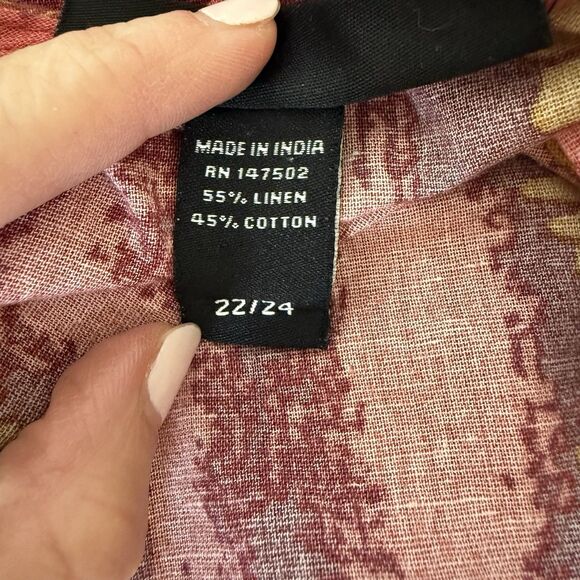 MADE IN INDIA
RN 147502
55% LINEN
45% COTTON
22/24